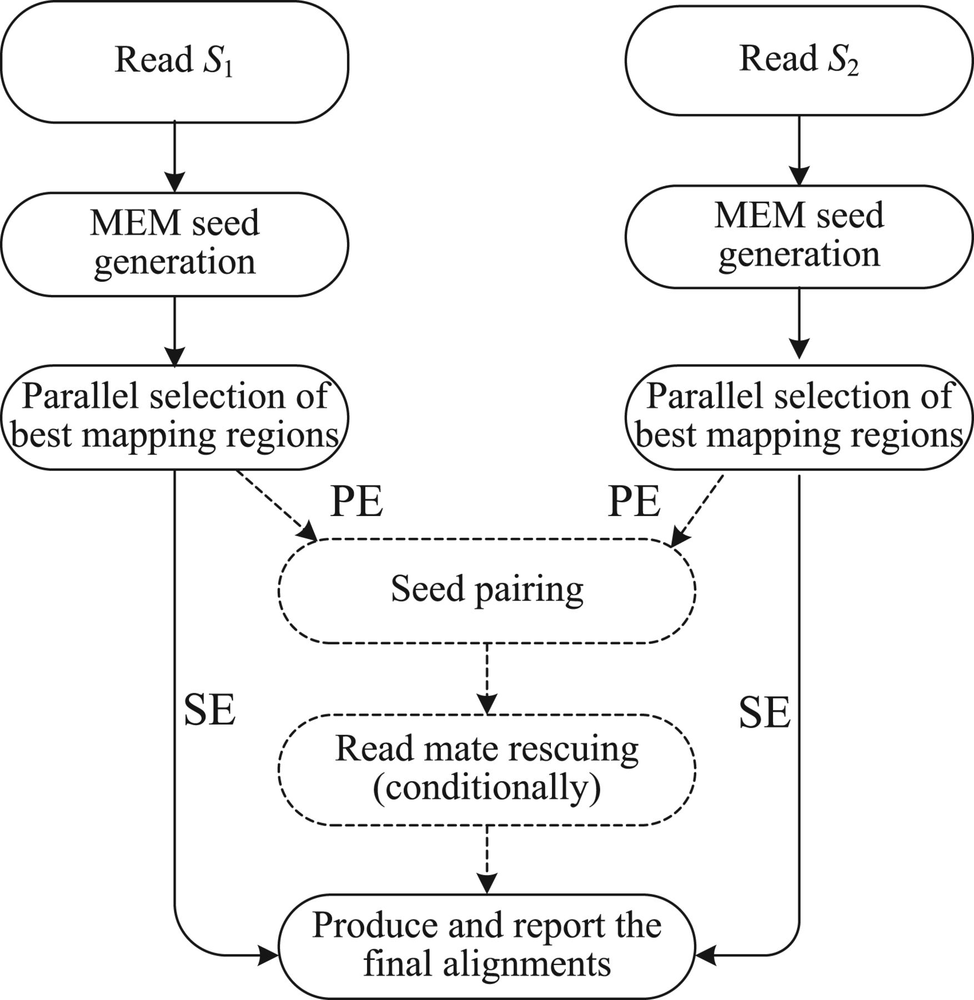 Read S1
Read S2
MEM seed
generation
MEM seed
generation
Parallel selection of
best mapping regions
Parallel selection of
best mapping regions
PE
PE
Seed pairing
SE
SE
Read mate rescuing
(conditionally)
Produce and report the
final alignments